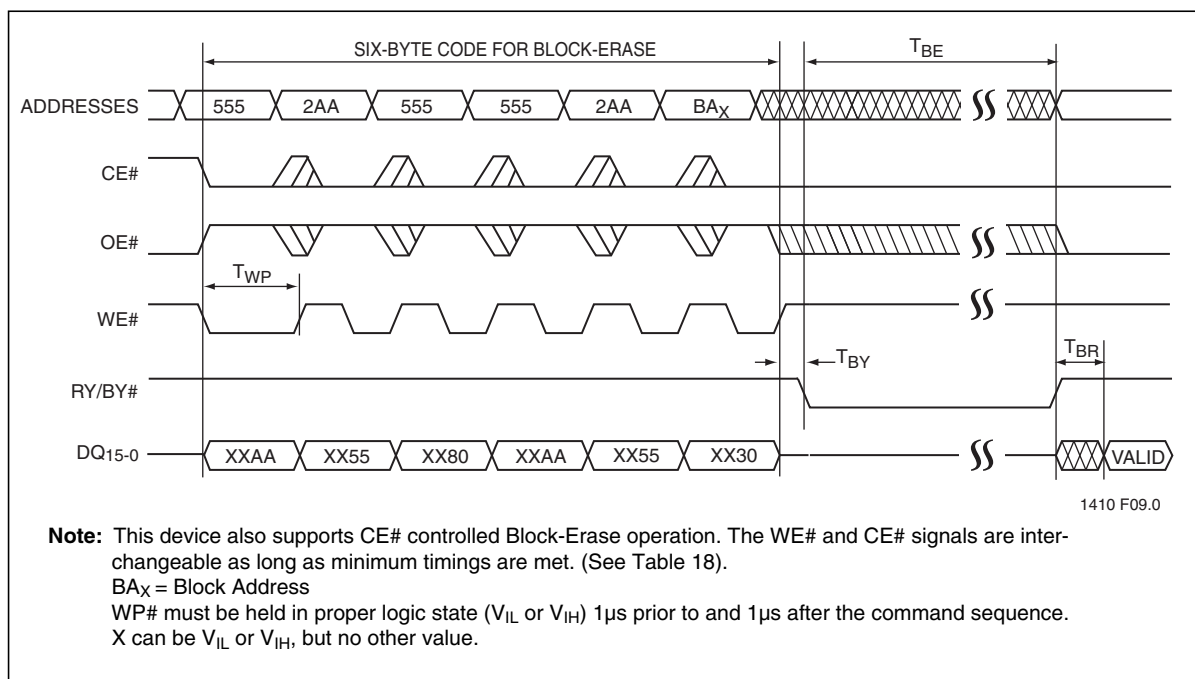 SIX-BYTE CODE FOR BLOCK-ERASE
TBE
ADDRESSES 555 2AA 555 555 2AA BAX
CE#
OE#
TWP
WE#
TBY
TBR
RY/BY#
DQ15-0 XXAA XX55 XX80 XXAA XX55 XX30 VALID
1410 F09.0
Note: This device also supports CE# controlled Block-Erase operation. The WE# and CE# signals are inter-
changeable as long as minimum timings are met. (See Table 18).
BAX = Block Address
WP# must be held in proper logic state (VIL or VIH) 1µs prior to and 1µs after the command sequence.
X can be VIL or VIH, but no other value.